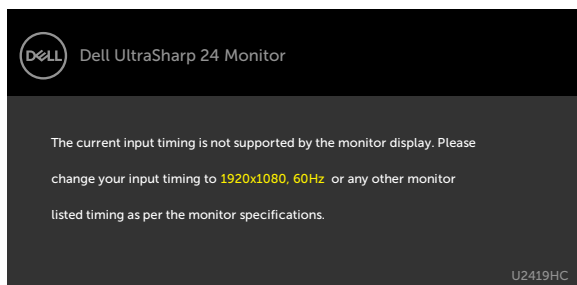 DELL Dell UltraSharp 24 Monitor
The current input timing is not supported by the monitor display. Please
change your input timing to 1920x1080, 60Hz or any other monitor
listed timing as per the monitor specifications.
U2419HC